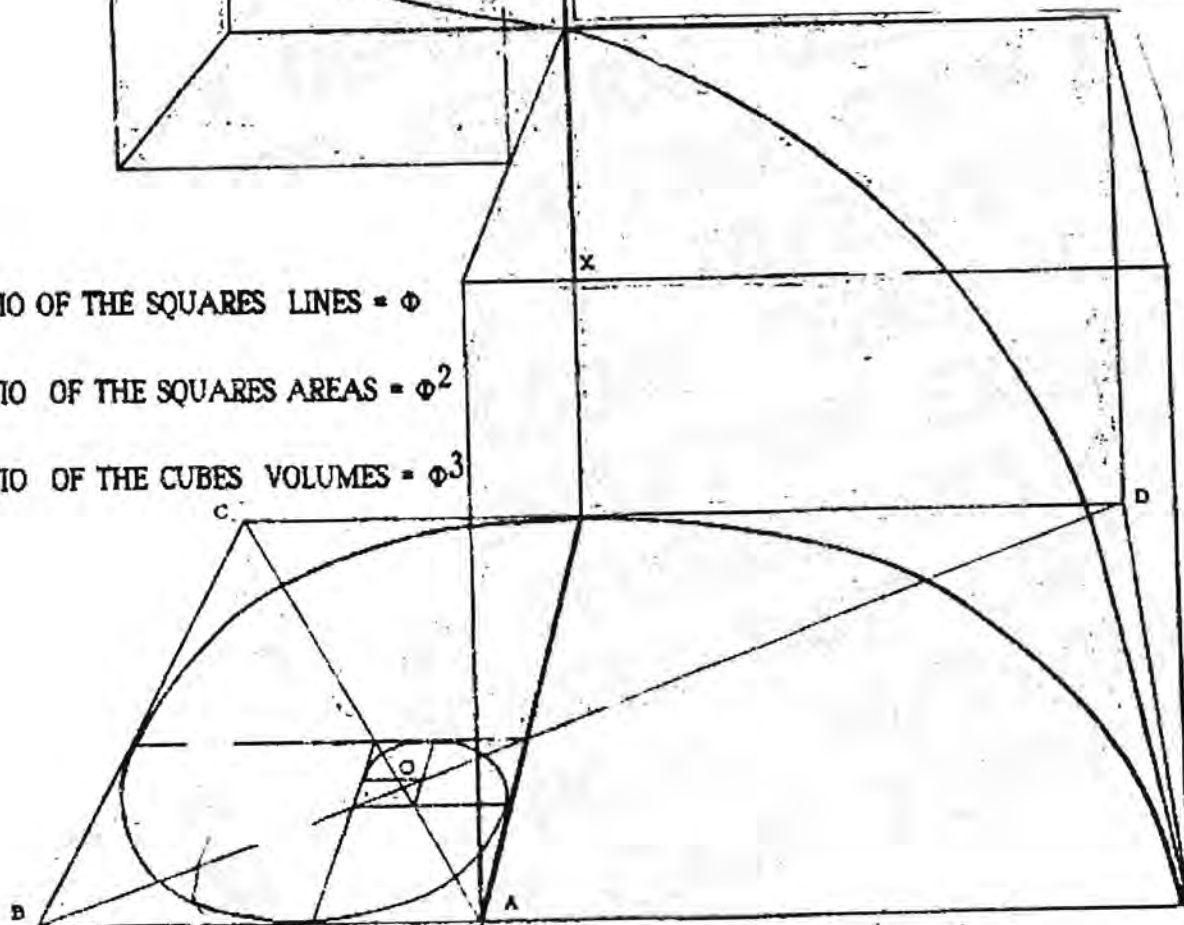 IO OF THE SQUARES LINES = Φ
IO OF THE SQUARES AREAS = Φ²
IO OF THE CUBES VOLUMES = Φ³
X
C
D
O
B
A